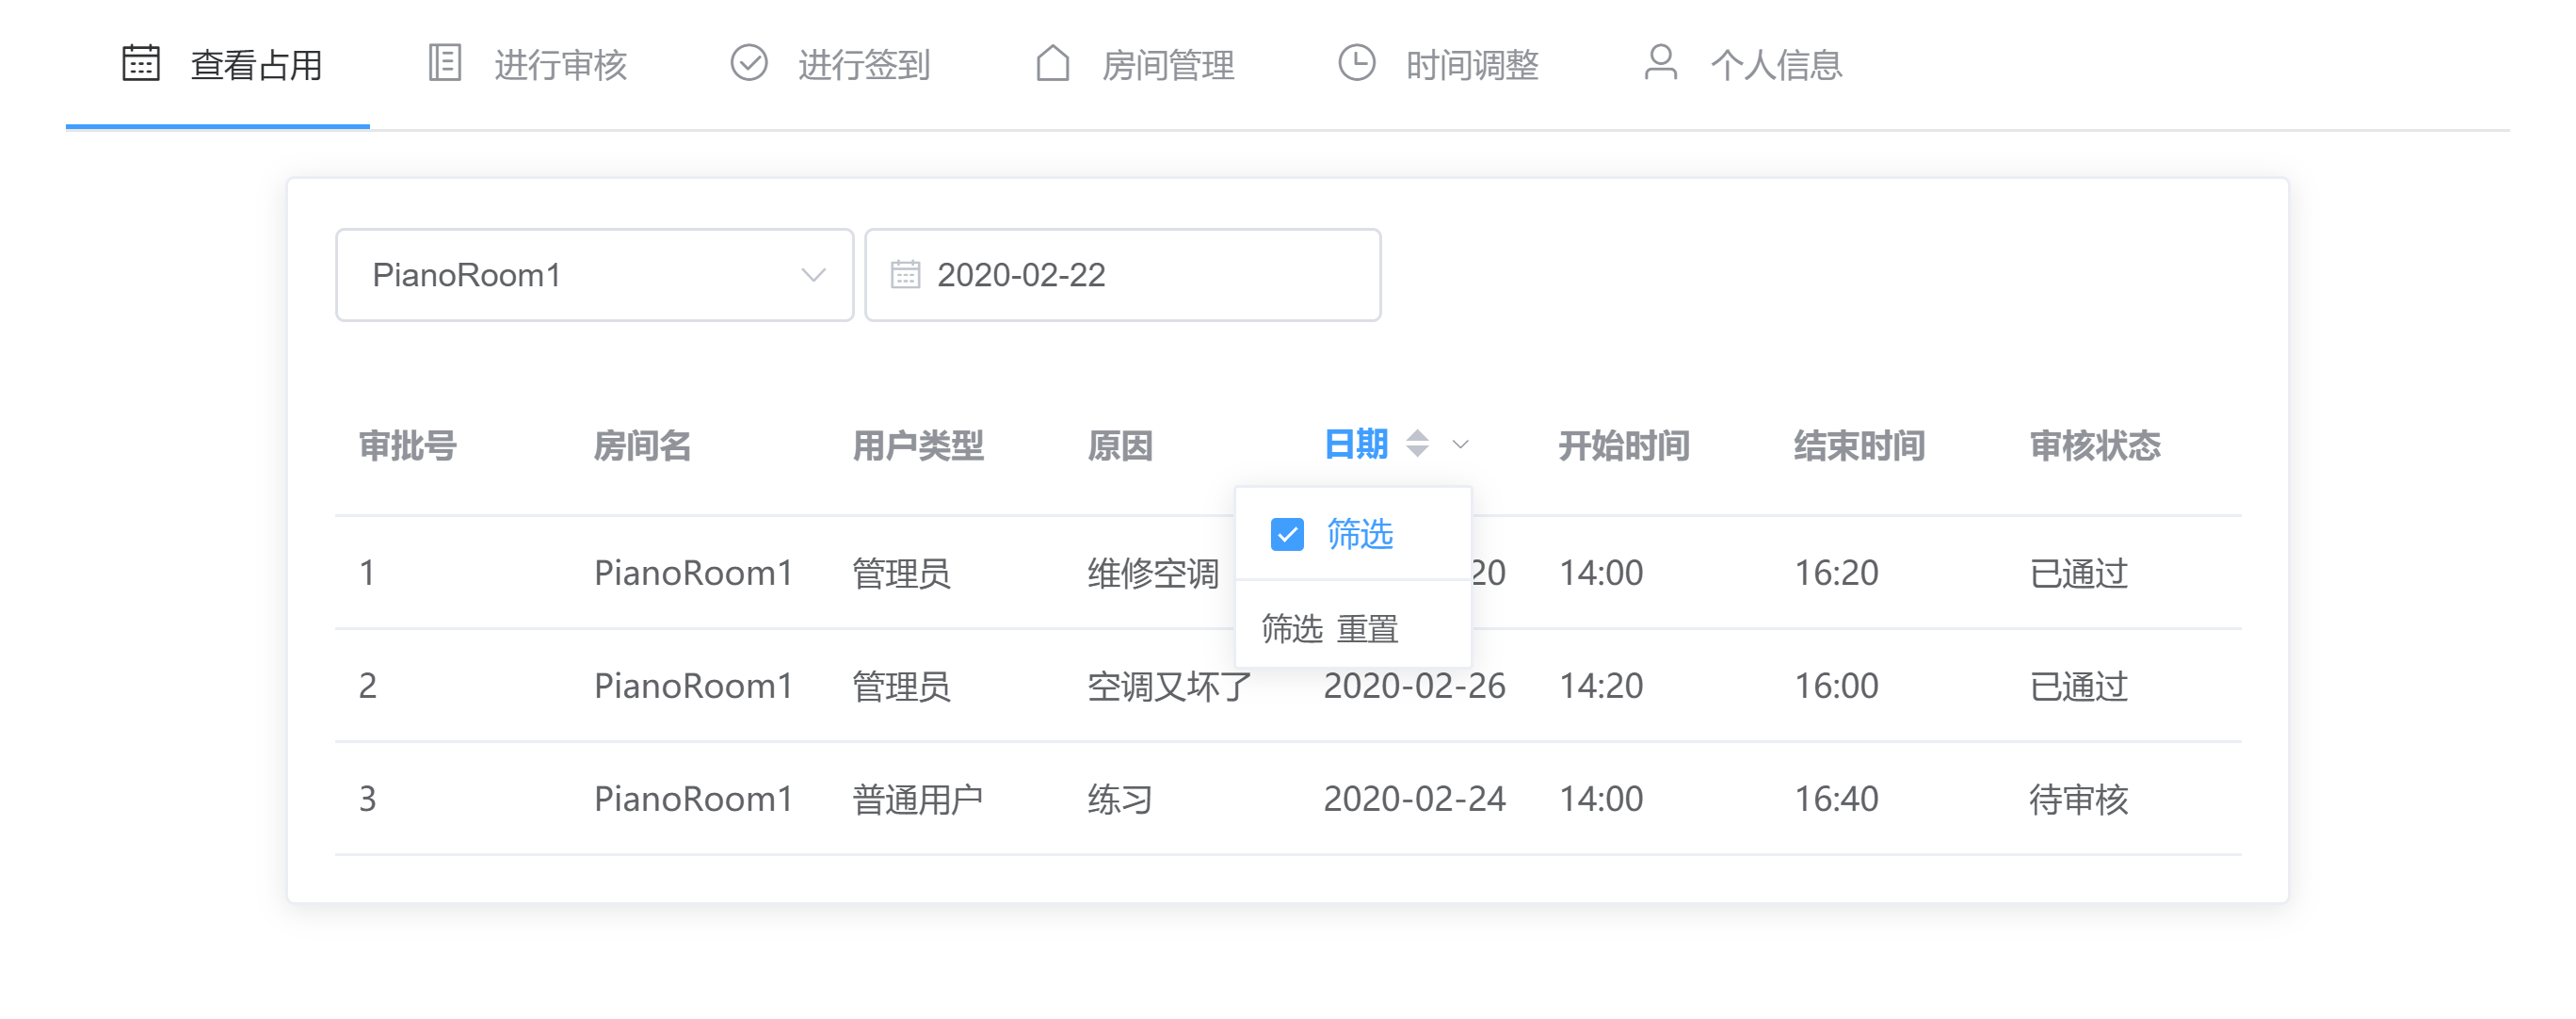 查看占用 进行审核 进行签到 房间管理 时间调整 个人信息
PianoRoom1 2020-02-22
审批号 房间名 用户类型 原因 日期 开始时间 结束时间 审核状态
筛选
1 PianoRoom1 管理员 维修空调 20 14:00 16:20 已通过
筛选 重置
2 PianoRoom1 管理员 空调又坏了 2020-02-26 14:20 16:00 已通过
3 PianoRoom1 普通用户 练习 2020-02-24 14:00 16:40 待审核